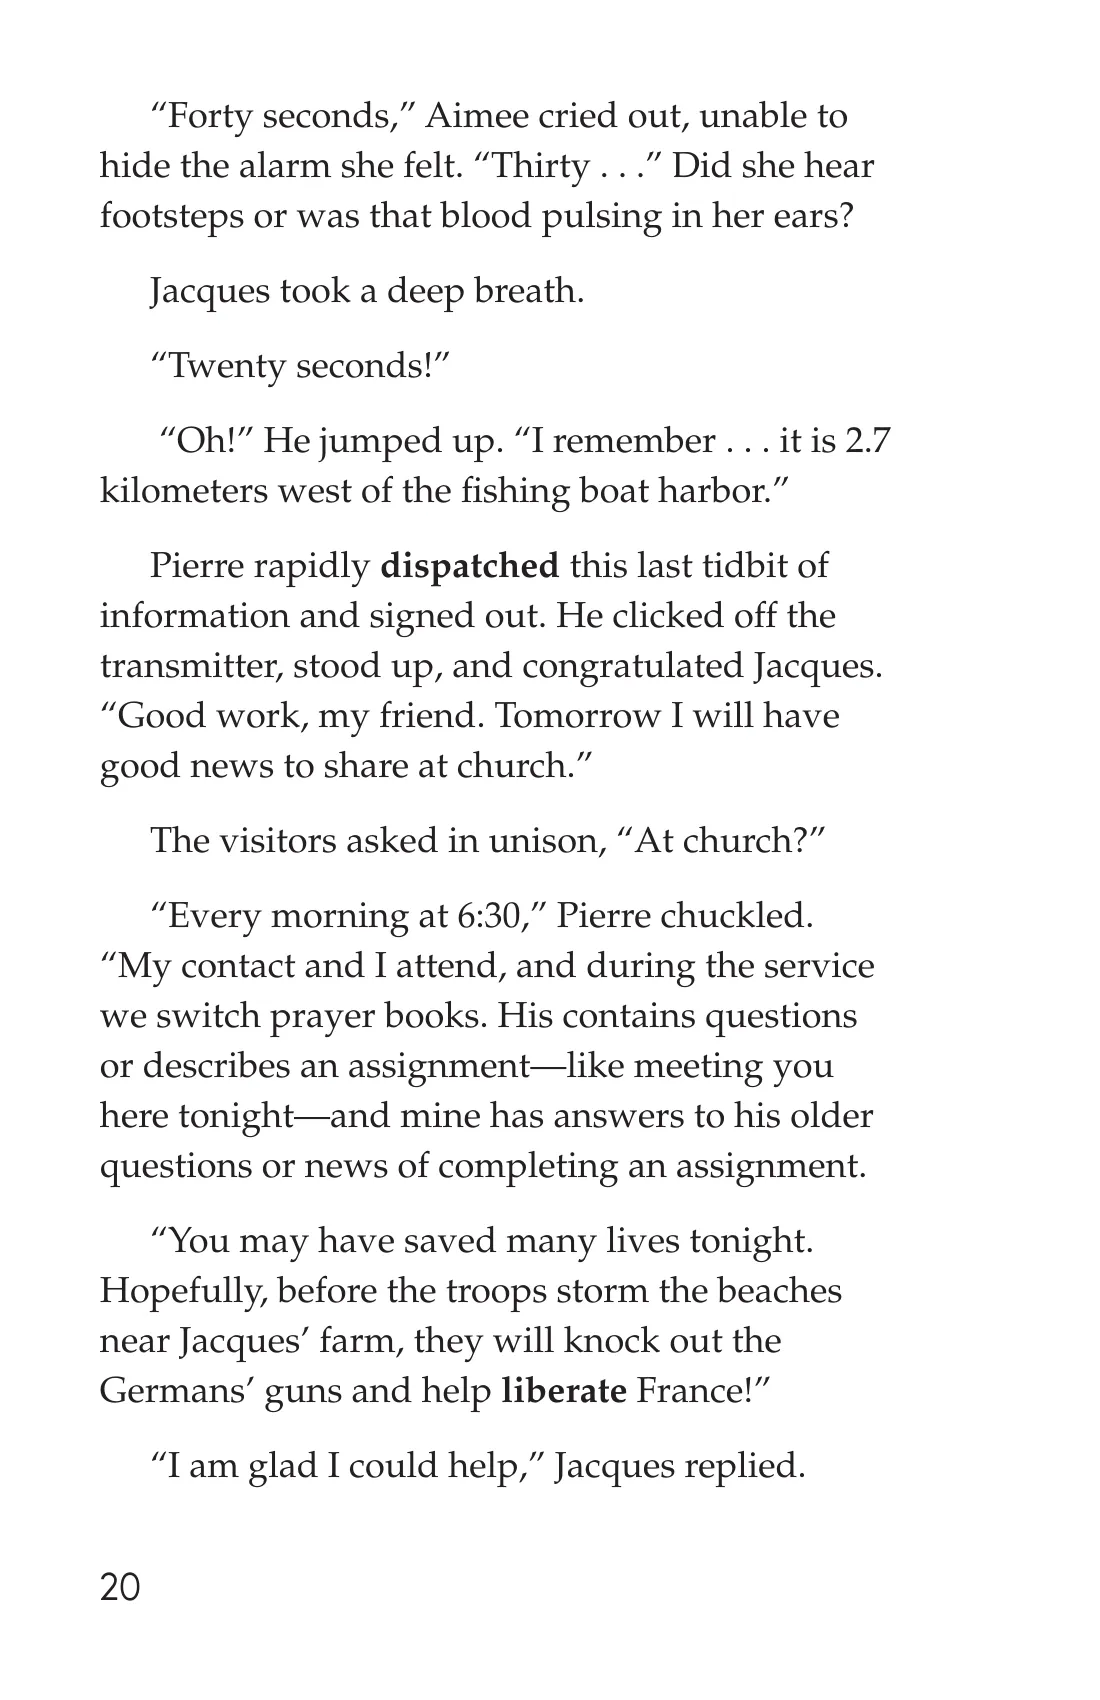 “Forty seconds,” Aimee cried out, unable to
hide the alarm she felt. “Thirty . . .” Did she hear
footsteps or was that blood pulsing in her ears?
Jacques took a deep breath.
“Twenty seconds!”
“Oh!” He jumped up. “I remember . . . it is 2.7
kilometers west of the fishing boat harbor.”
Pierre rapidly dispatched this last tidbit of
information and signed out. He clicked off the
transmitter, stood up, and congratulated Jacques.
“Good work, my friend. Tomorrow I will have
good news to share at church.”
The visitors asked in unison, “At church?”
“Every morning at 6:30,” Pierre chuckled.
“My contact and I attend, and during the service
we switch prayer books. His contains questions
or describes an assignment—like meeting you
here tonight—and mine has answers to his older
questions or news of completing an assignment.
“You may have saved many lives tonight.
Hopefully, before the troops storm the beaches
near Jacques’ farm, they will knock out the
Germans’ guns and help liberate France!”
“I am glad I could help,” Jacques replied.
20